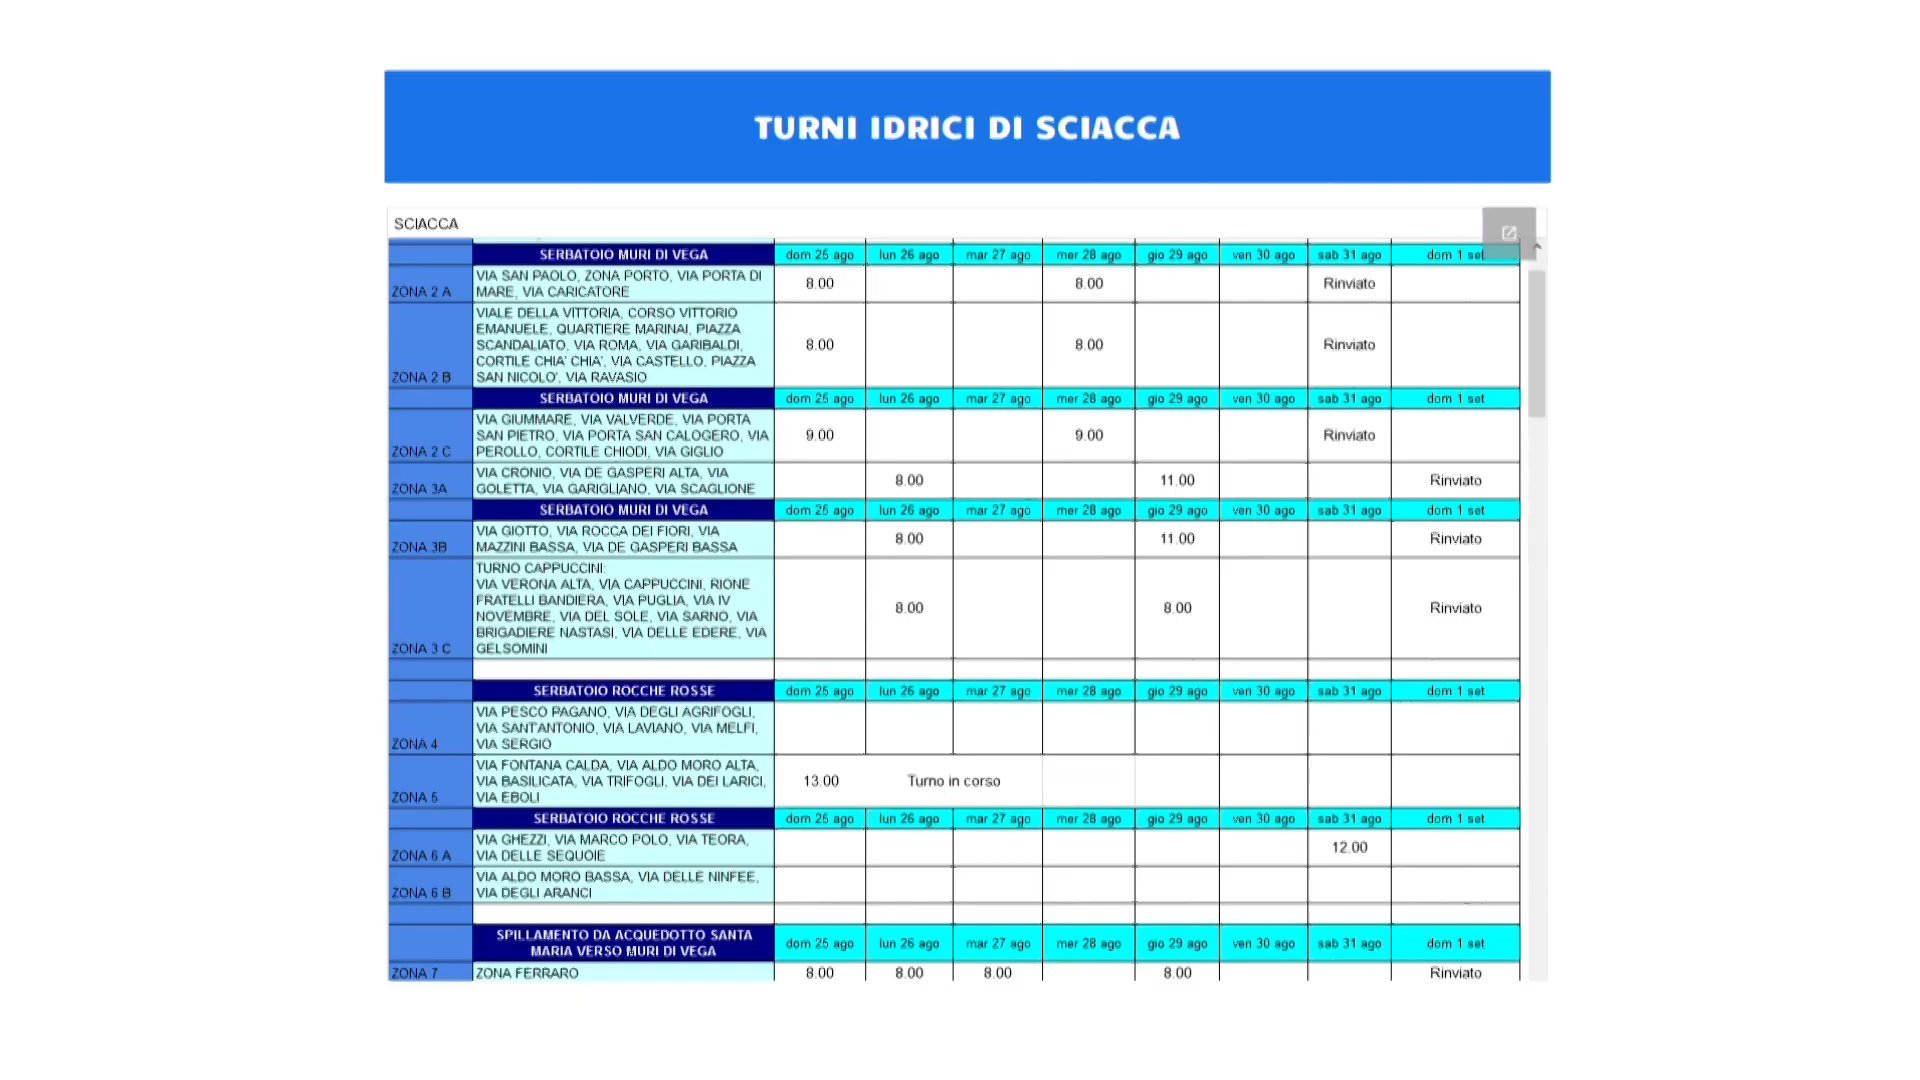 TURNI IDRICI DI SCIACCA
SCIACCA
SERBATOIO MURI DI VEGA dom 25 ago lun 26 ago mar 27 ago mer 28 ago gio 29 ago ven 30 ago sab 31 ago dom 1 set
VIA SAN PAOLO, ZONA PORTO, VIA PORTA DI
ZONA 2 A MARE, VIA CARICATORE 8.00 8.00 Rinviato
VIALE DELLA VITTORIA, CORSO VITTORIO
EMANUELE, QUARTIERE MARINAI, PIAZZA
SCANDALIATO, VIA ROMA, VIA GARIBALDI, 8.00 8.00 Rinviato
CORTILE CHIA' CHIA', VIA CASTELLO, PIAZZA
ZONA 2 B SAN NICOLO', VIA RAVASIO
SERBATOIO MURI DI VEGA dom 25 ago lun 26 ago mar 27 ago mer 28 ago gio 29 ago ven 30 ago sab 31 ago dom 1 set
VIA GIUMMARE, VIA VALVERDE, VIA PORTA
SAN PIETRO, VIA PORTA SAN CALOGERO, VIA 9.00 9.00 Rinviato
ZONA 2 C PEROLLO, CORTILE CHIODI, VIA GIGLIO
VIA CRONIO, VIA DE GASPERI ALTA, VIA
ZONA 3A GOLETTA, VIA GARIGLIANO, VIA SCAGLIONE 8.00 11.00 Rinviato
SERBATOIO MURI DI VEGA dom 25 ago lun 26 ago mar 27 ago mer 28 ago gio 29 ago ven 30 ago sab 31 ago dom 1 set
VIA GIOTTO, VIA ROCCA DEI FIORI, VIA
ZONA 3B MAZZINI BASSA, VIA DE GASPERI BASSA 8.00 11.00 Rinviato
TURNO CAPPUCCINI:
VIA VERONA ALTA, VIA CAPPUCCINI, RIONE
FRATELLI BANDIERA, VIA PUGLIA, VIA IV 8.00 8.00 Rinviato
NOVEMBRE, VIA DEL SOLE, VIA SARNO, VIA
BRIGADIERE NASTASI, VIA DELLE EDERE, VIA
ZONA 3 C GELSOMINI
SERBATOIO ROCCHE ROSSE dom 25 ago lun 26 ago mar 27 ago mer 28 ago gio 29 ago ven 30 ago sab 31 ago dom 1 set
VIA PESCO PAGANO, VIA DEGLI AGRIFOGLI,
VIA SANT'ANTONIO, VIA LAVIANO, VIA MELFI,
ZONA 4 VIA SERGIO
VIA FONTANA CALDA, VIA ALDO MORO ALTA,
VIA BASILICATA, VIA TRIFOGLI, VIA DEI LARICI, 13.00 Turno in corso
ZONA 5 VIA EBOLI
SERBATOIO ROCCHE ROSSE dom 25 ago lun 26 ago mar 27 ago mer 28 ago gio 29 ago ven 30 ago sab 31 ago dom 1 set
VIA GHEZZI, VIA MARCO POLO, VIA TEORA,
ZONA 6 A VIA DELLE SEQUOIE 12.00
VIA ALDO MORO BASSA, VIA DELLE NINFEE,
ZONA 6 B VIA DEGLI ARANCI
SPILLAMENTO DA ACQUEDOTTO SANTA
MARIA VERSO MURI DI VEGA dom 25 ago lun 26 ago mar 27 ago mer 28 ago gio 29 ago ven 30 ago sab 31 ago dom 1 set
ZONA 7 ZONA FERRARO 8.00 8.00 8.00 8.00 Rinviato